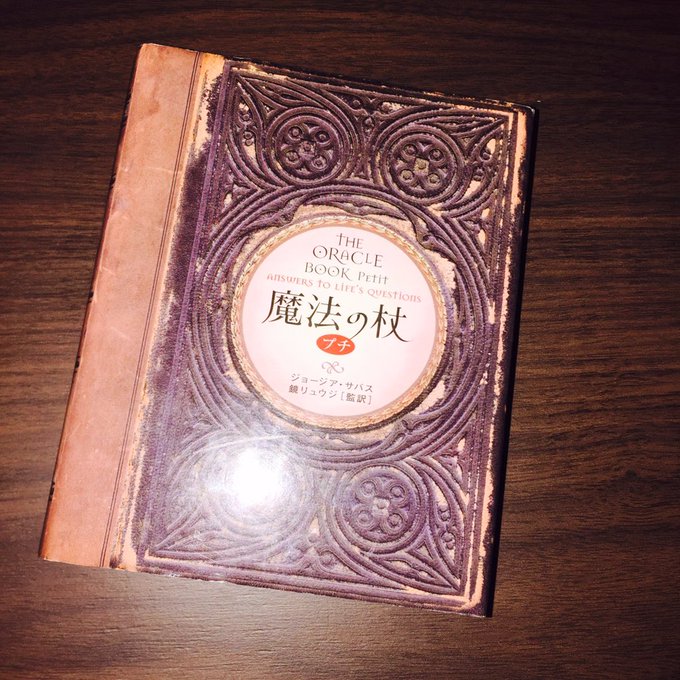 THE
ORACLE
BOOK Petit
ANSWERS TO LIFE'S QUESTIONS
魔法の杖
プチ
ジョージア・サバス
鏡リュウジ[監訳]